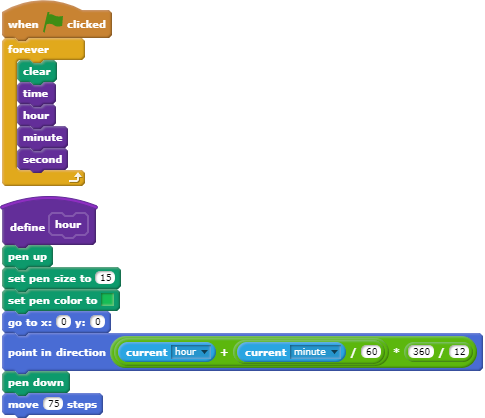 when clicked
forever
clear
time
hour
minute
second
define hour
pen up
set pen size to 15
set pen color to
go to x: 0 y: 0
point in direction current hour + current minute / 60 * 360 / 12
pen down
move 75 steps